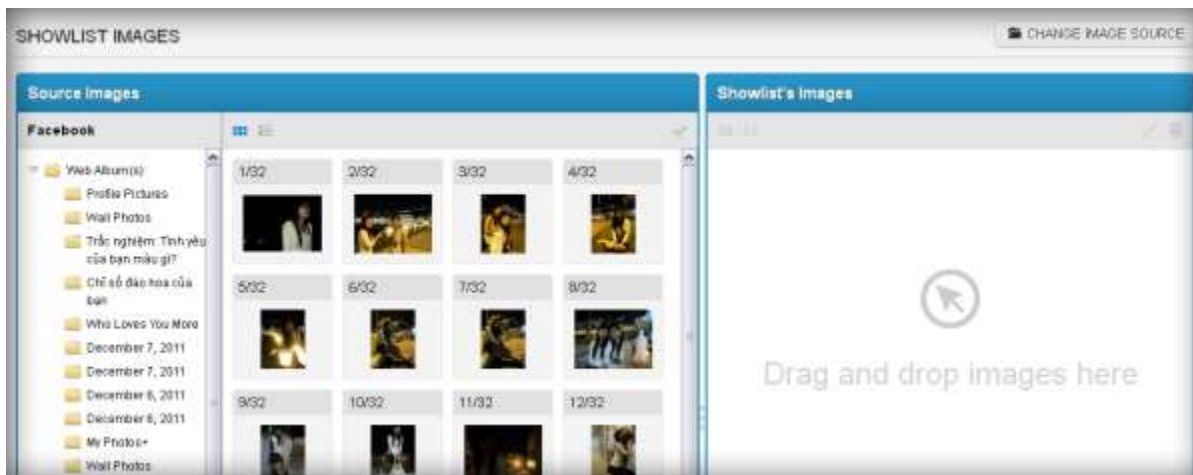 SHOWLIST IMAGES
CHANGE IMAGE SOURCE
Source Images
Showlist's Images
Facebook
Web Album(s)
Profile Pictures
Wall Photos
Trắc nghiệm: Tình yêu
của bạn màu gì?
Chỉ số đào hoa của
bạn
Who Loves You More
December 7, 2011
December 7, 2011
December 6, 2011
December 6, 2011
My Photos+
Wall Photos
1/32
2/32
3/32
4/32
5/32
6/32
7/32
8/32
9/32
10/32
11/32
12/32
Drag and drop images here